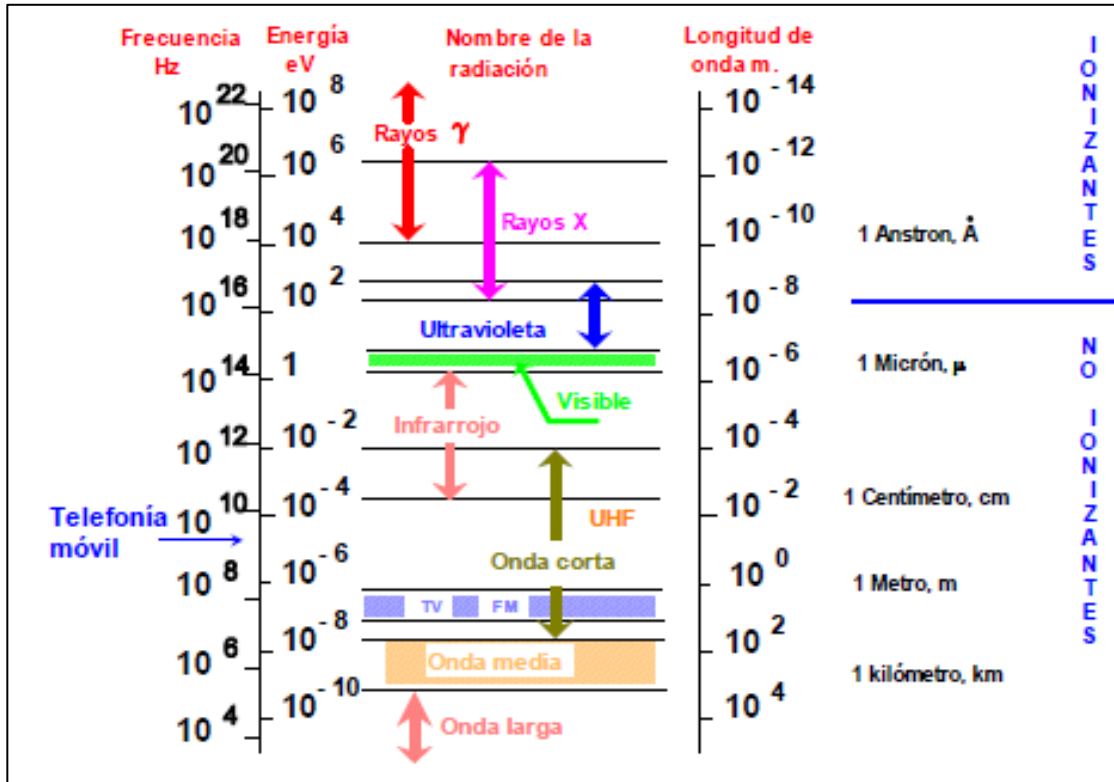 Frecuencia
Hz
Energía
eV
Nombre de la
radiación
Longitud de
onda m.
10 22
10 20
10 18
10 16
10 14
10 12
10 10
10 8
10 6
10 4
10 8
10 6
10 4
10 2
1
10 - 2
10 - 4
10 - 6
10 - 8
10 - 10
Rayos γ
Rayos X
Ultravioleta
Visible
Infrarrojo
UHF
Onda corta
TV
FM
Onda media
Onda larga
Telefonía
móvil
10 - 14
10 - 12
10 - 10
10 - 8
10 - 6
10 - 4
10 - 2
10 0
10 2
10 4
1 Anstron, Å
1 Micrón, μ
1 Centímetro, cm
1 Metro, m
1 kilómetro, km
IONIZANTES
NO IONIZANTES